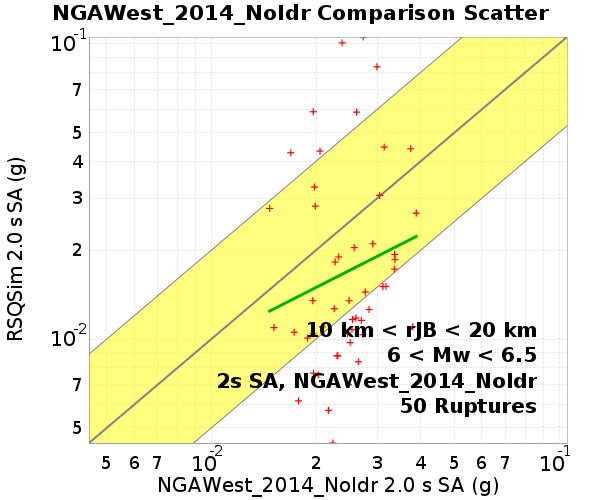 NGAWest_2014_NoIdr Comparison Scatter
RSQSim 2.0 s SA (g)
10^-1
7
5
4
3
2
10^-2
7
5
10 km < rJB < 20 km
6 < Mw < 6.5
2s SA, NGAWest_2014_NoIdr
50 Ruptures
5 6 7 10^-2 2 3 4 5 6 7 10^-1
NGAWest_2014_NoIdr 2.0 s SA (g)